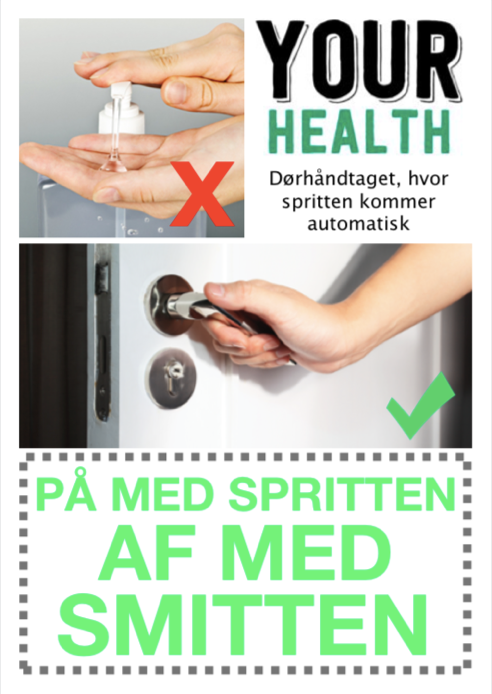 YOUR
HEALTH
Dørhåndtaget, hvor
spritten kommer
automatisk
X
PÅ MED SPRITTEN
AF MED
SMITTEN